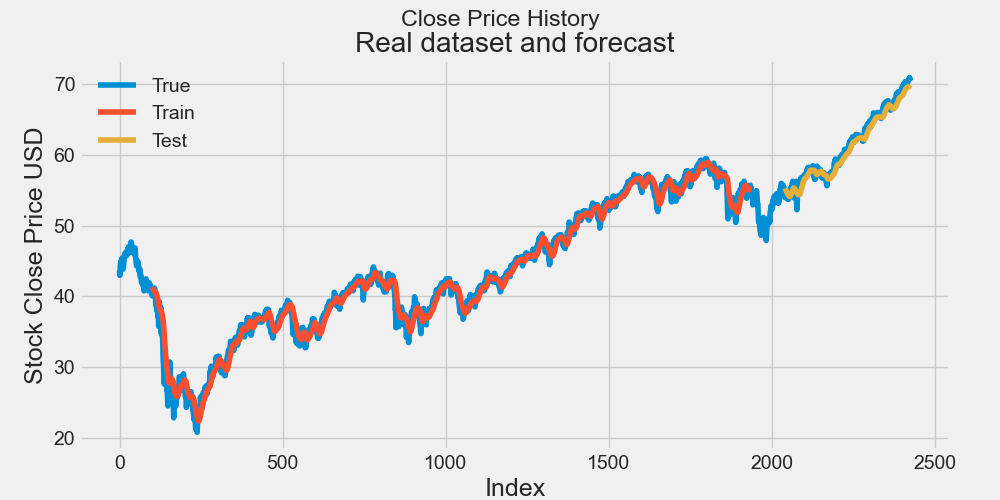 Close Price History
Real dataset and forecast
True
Train
Test
Stock Close Price USD
70
60
50
40
30
20
0 500 1000 1500 2000 2500
Index